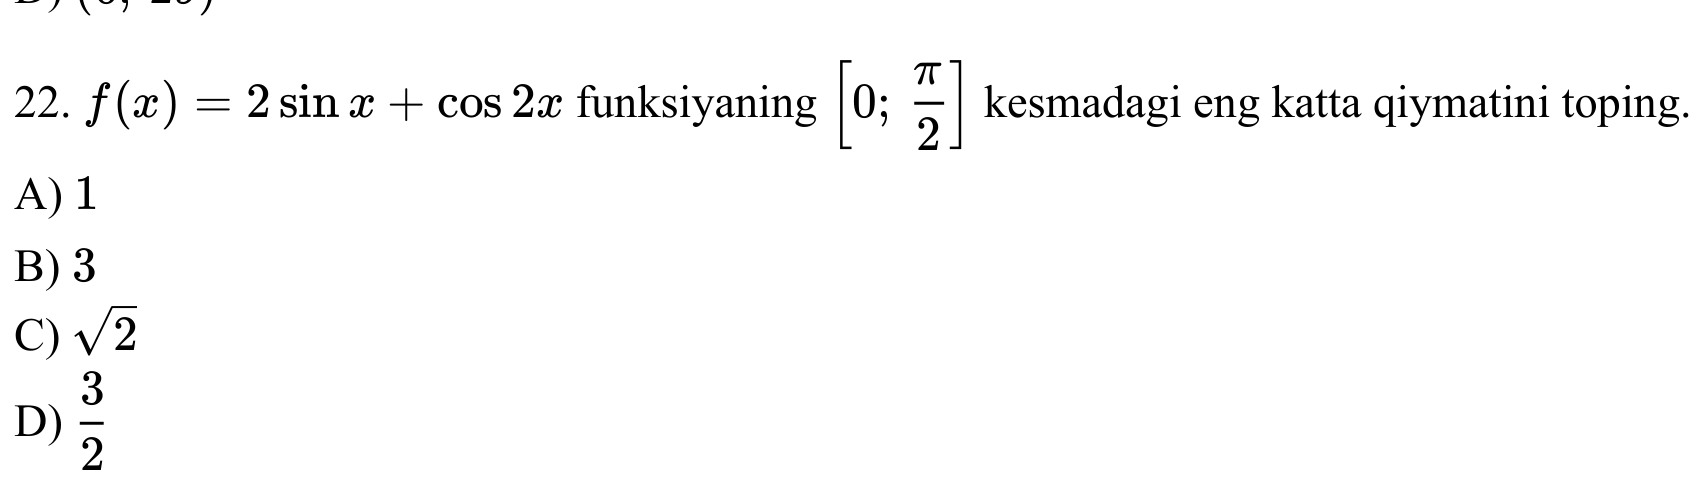 22. f(x) = 2 sin x + cos 2x funksiyaning [0; π/2] kesmadagi eng katta qiymatini toping.
A) 1
B) 3
C) √2
D) 3/2